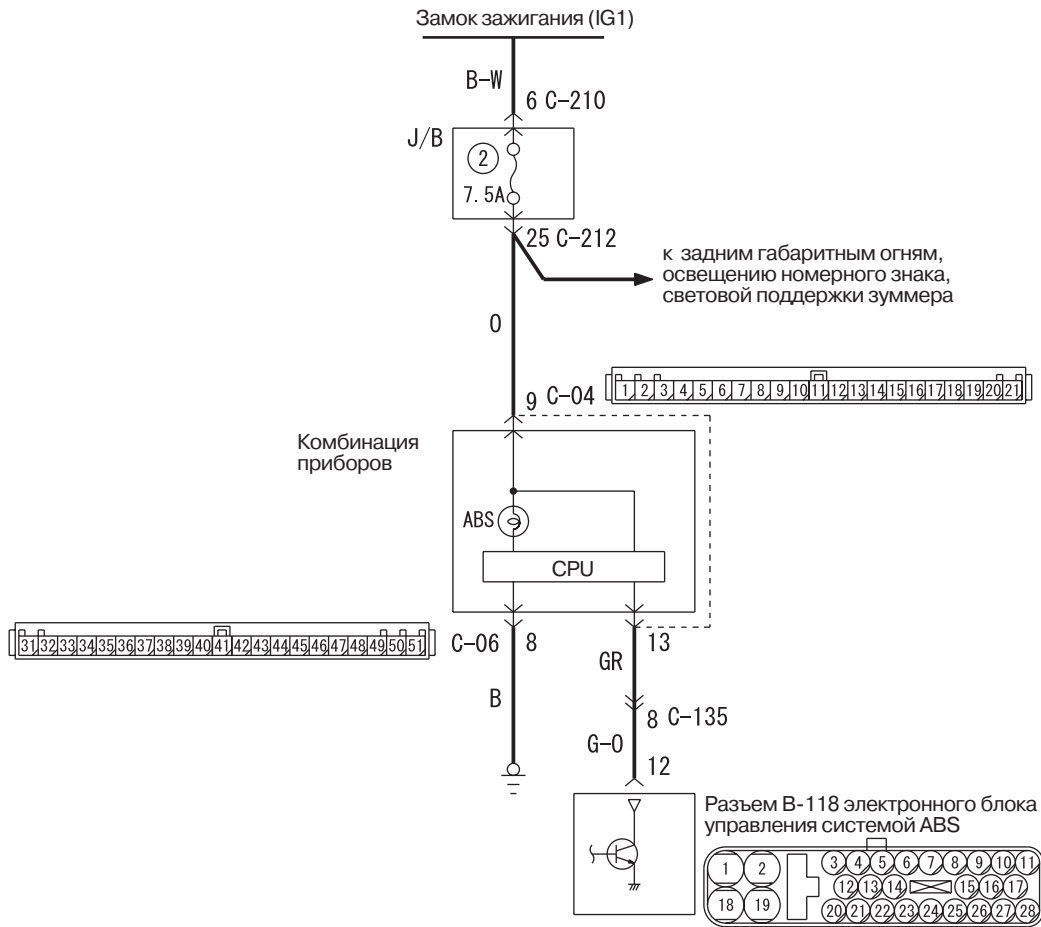 Замок зажигания (IG1)
B-W
6 C-210
J/B
2
7.5A
25 C-212
к задним габаритным огням,
освещению номерного знака,
световой поддержки зуммера
O
9 C-04
1 2 3 4 5 6 7 8 9 10 11 12 13 14 15 16 17 18 19 20 21
Комбинация
приборов
ABS
CPU
31 32 33 34 35 36 37 38 39 40 41 42 43 44 45 46 47 48 49 50 51
C-06 8
13
GR
B
8 C-135
G-O
12
Разъем B-118 электронного блока
управления системой ABS
1 2 3 4 5 6 7 8 9 10 11
12 13 14 15 16 17
18 19 20 21 22 23 24 25 26 27 28